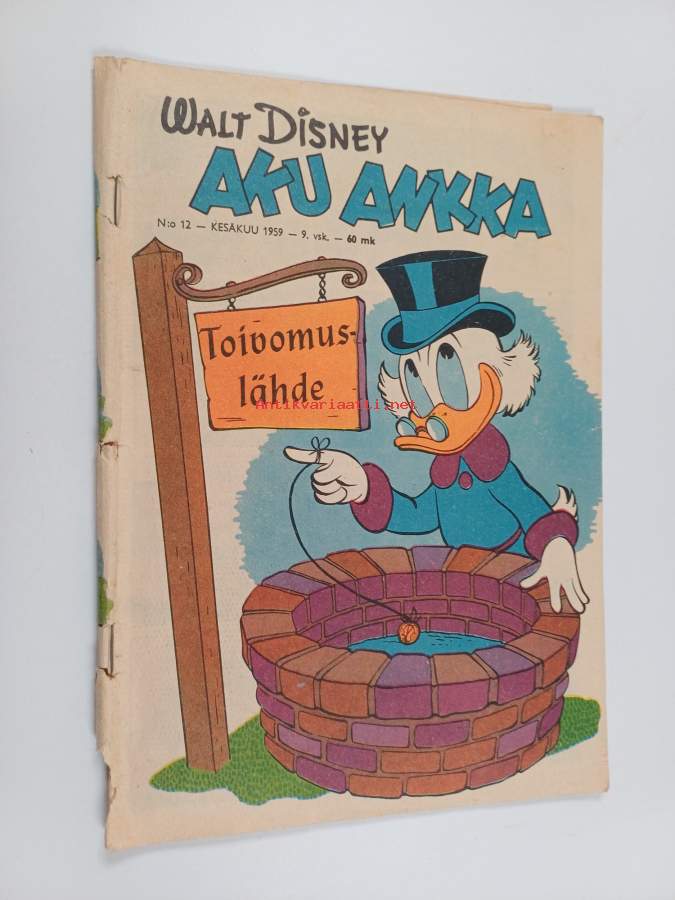 WALT DISNEY
AKU ANKKA
N:o 12 — KESÄKUU 1959 — 9. vsk. — 60 mk
Toivomus-
lähde
Antikvariaatti.net